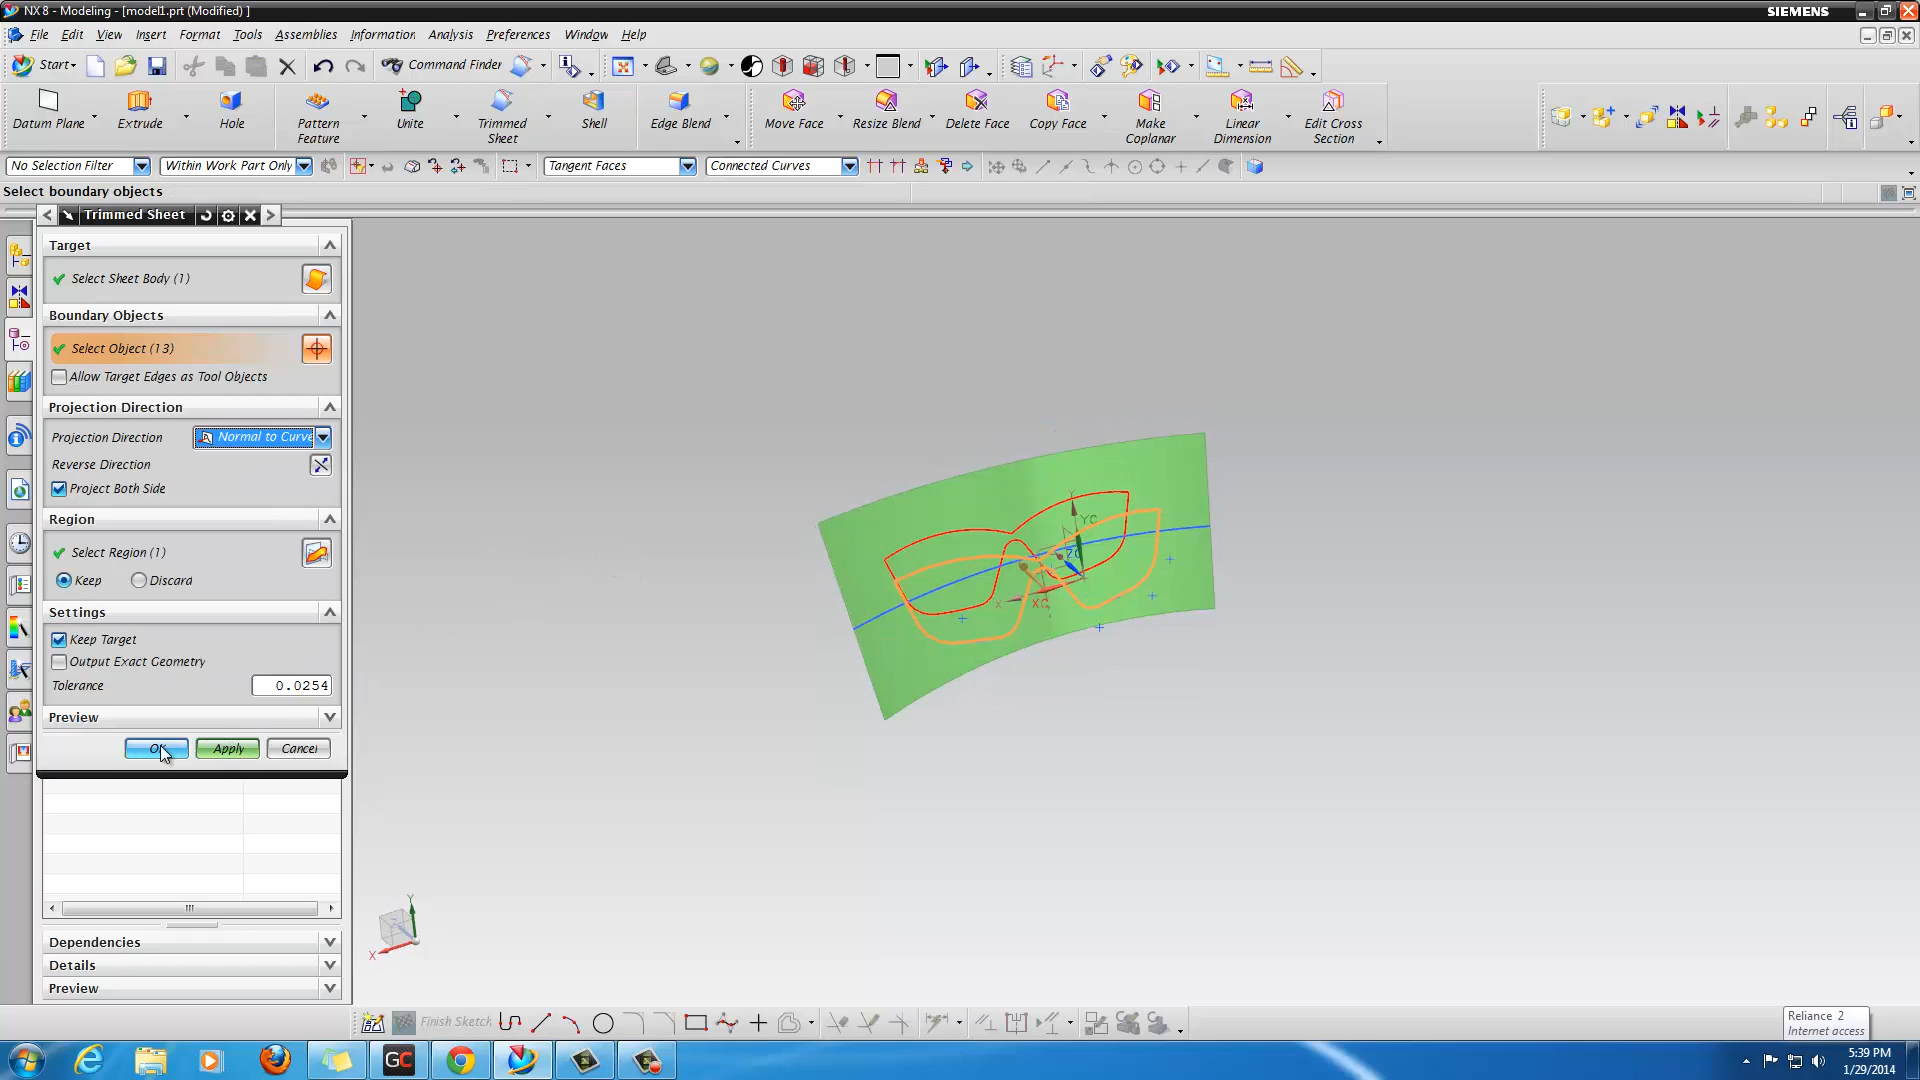 NX 8 - Modeling - [model1.prt (Modified) ]
SIEMENS
File Edit View Insert Format Tools Assemblies Information Analysis Preferences Window Help
Start Command Finder
Datum Plane Extrude Hole Pattern Feature Unite Trimmed Sheet Shell Edge Blend Move Face Resize Blend Delete Face Copy Face Make Coplanar Linear Dimension Edit Cross Section
No Selection Filter Within Work Part Only Tangent Faces Connected Curves
Select boundary objects
Trimmed Sheet
Target
Select Sheet Body (1)
Boundary Objects
Select Object (13)
Allow Target Edges as Tool Objects
Projection Direction
Projection Direction Normal to Curve
Reverse Direction
Project Both Side
Region
Select Region (1)
Keep Discard
Settings
Keep Target
Output Exact Geometry
Tolerance 0.0254
Preview
OK Apply Cancel
Dependencies
Details
Preview
Y
YC
X
XC
Y
X
Finish Sketch
Reliance 2
Internet access
GC
5:39 PM
1/29/2014